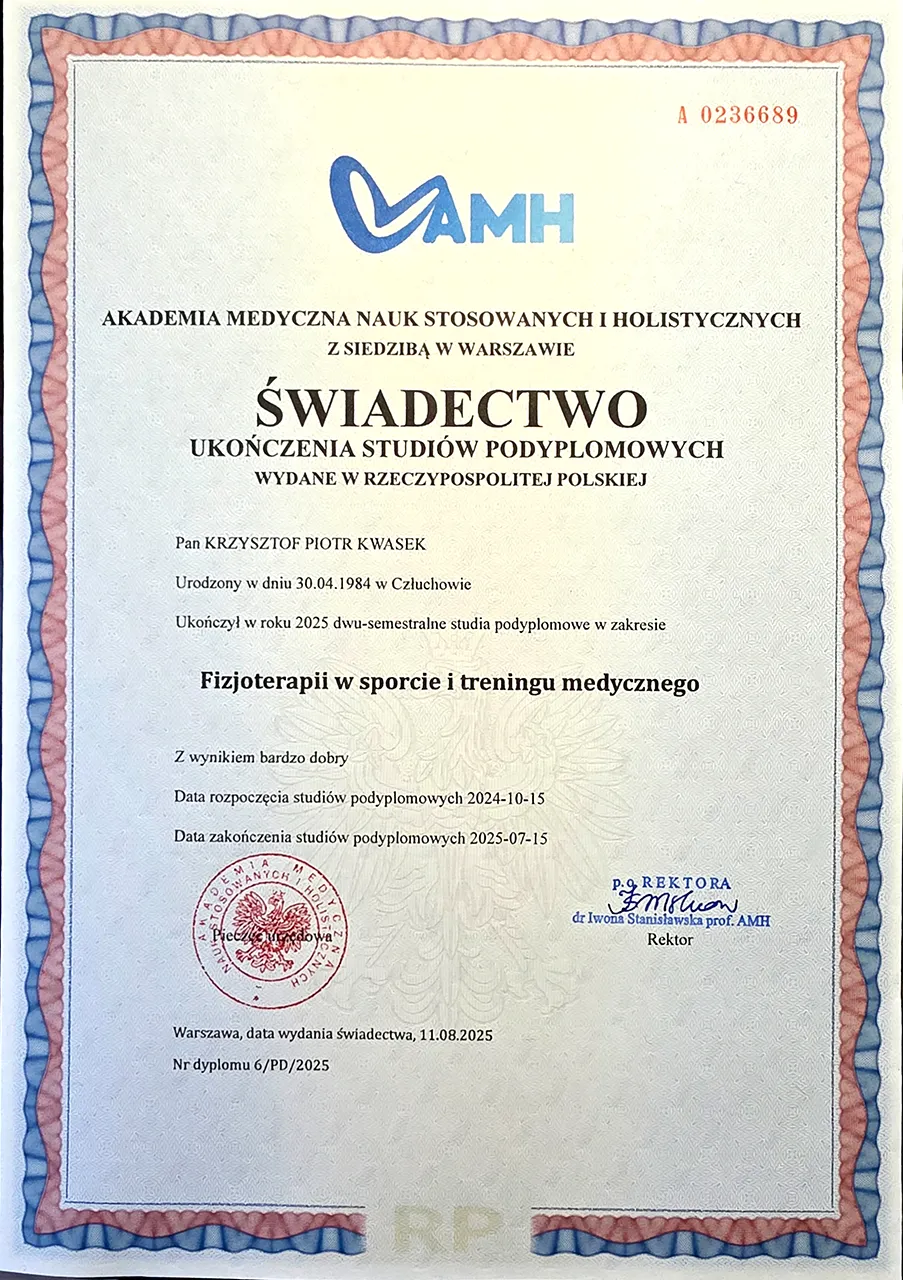 A 0236689
AMH
AKADEMIA MEDYCZNA NAUK STOSOWANYCH I HOLISTYCZNYCH
Z SIEDZIBĄ W WARSZAWIE
ŚWIADECTWO
UKOŃCZENIA STUDIÓW PODYPLOMOWYCH
WYDANE W RZECZYPOSPOLITEJ POLSKIEJ
Pan KRZYSZTOF PIOTR KWASEK
Urodzony w dniu 30.04.1984 w Człuchowie
Ukończył w roku 2025 dwu-semestralne studia podyplomowe w zakresie
Fizjoterapii w sporcie i treningu medycznego
Z wynikiem bardzo dobry
Data rozpoczęcia studiów podyplomowych 2024-10-15
Data zakończenia studiów podyplomowych 2025-07-15
AKADEMIA MEDYCZNA
NAUK STOSOWANYCH I HOLISTYCZNYCH
Pieczęć urzędowa
p.o REKTORA
dr Iwona Stanisławska prof. AMH
Rektor
Warszawa, data wydania świadectwa, 11.08.2025
Nr dyplomu 6/PD/2025
RP